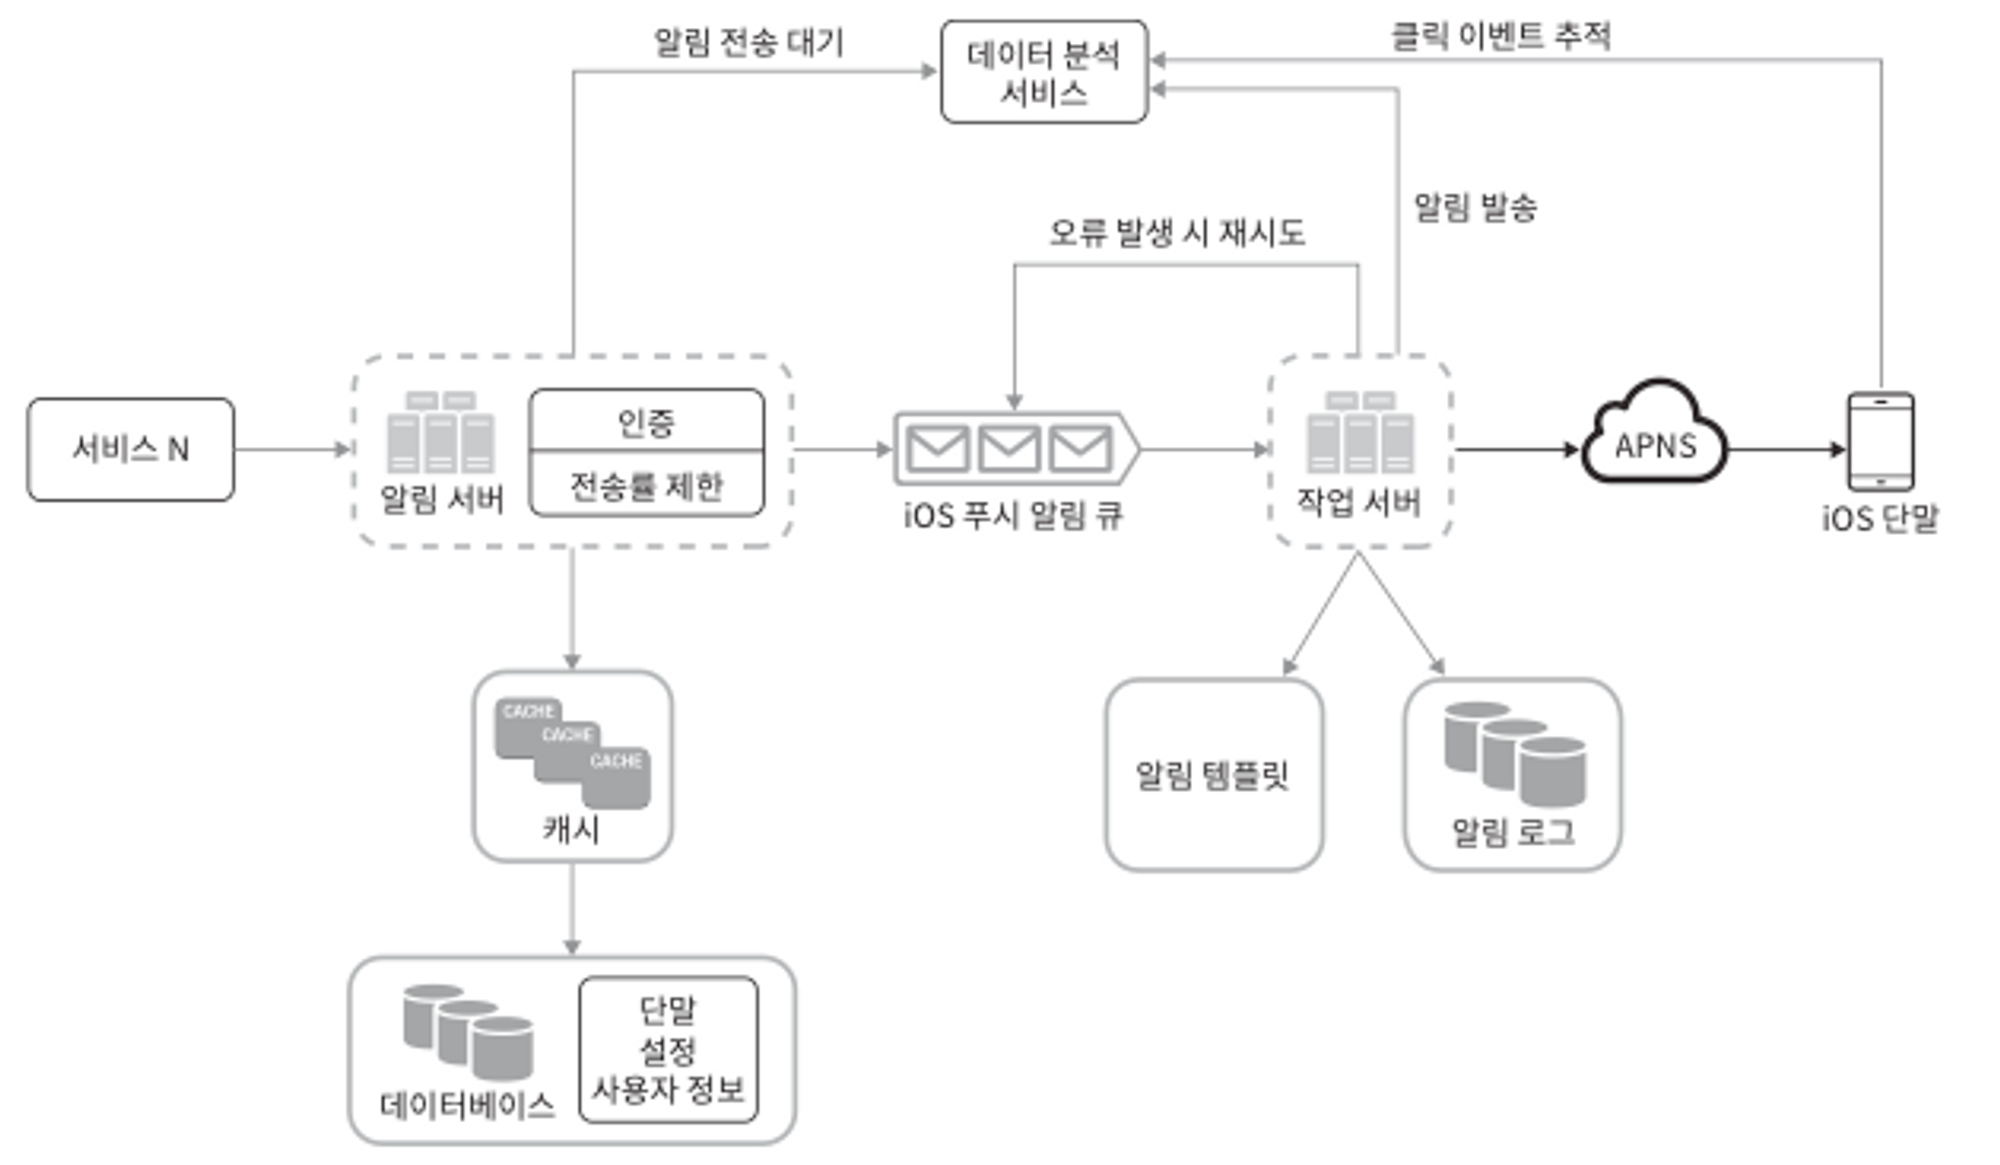 알림 전송 대기
데이터 분석
서비스
클릭 이벤트 추적
알림 발송
오류 발생 시 재시도
서비스 N
알림 서버
인증
전송률 제한
iOS 푸시 알림 큐
작업 서버
APNS
iOS 단말
CACHE
CACHE
CACHE
캐시
알림 템플릿
알림 로그
데이터베이스
단말
설정
사용자 정보